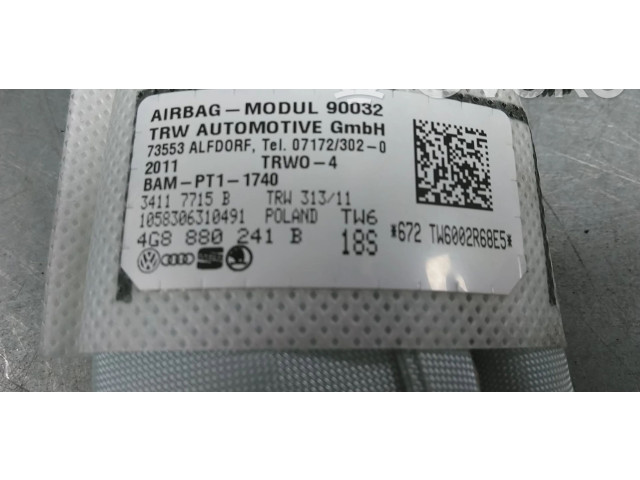 AIRBAG-MODUL 90032
TRW AUTOMOTIVE GmbH
73553 ALFDORF, Tel. 07172/302-0
2011 TRWO-4
BAM-PT1-1740
3411 7715 B TRW 313/11
1058306310491 POLAND TW6
4G8 880 241 B 18S
*672 TW6002R68E5*